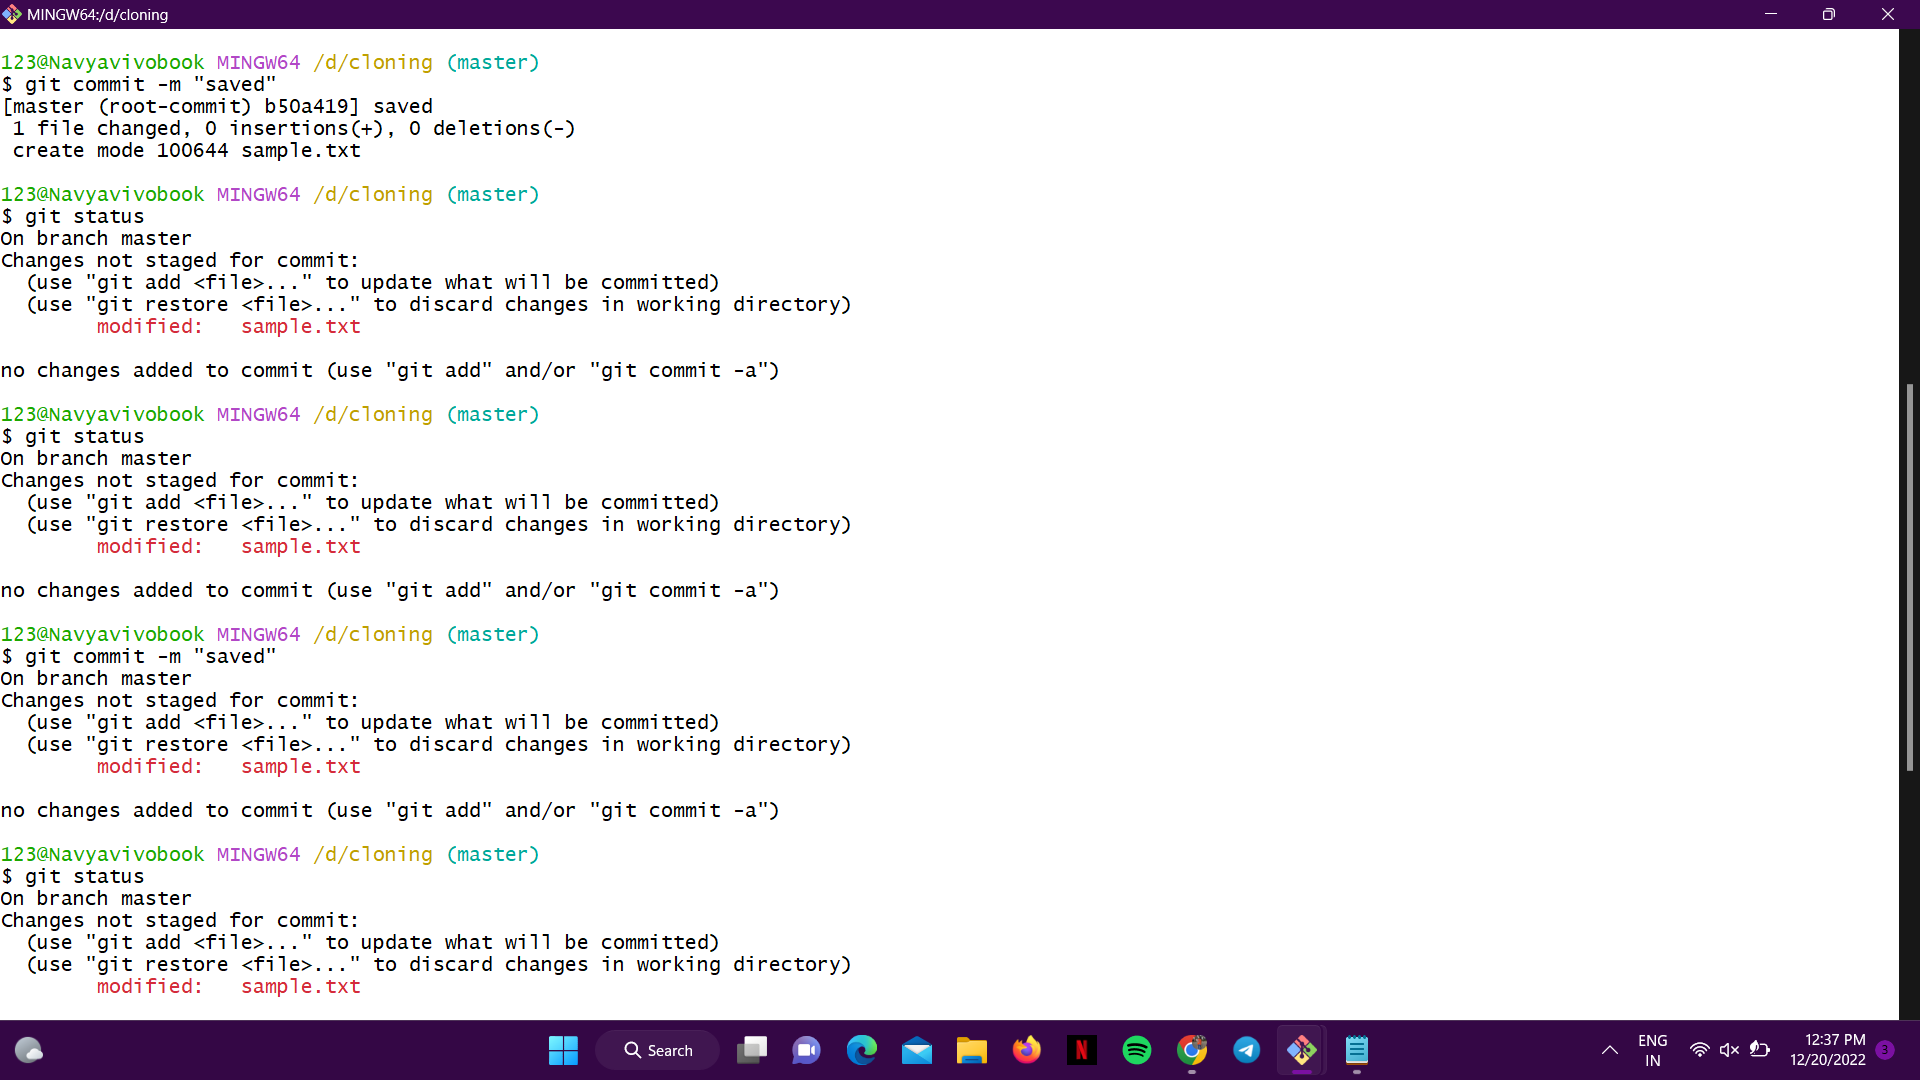 MINGW64:/d/cloning
123@Navyavivobook MINGW64 /d/cloning (master)
$ git commit -m "saved"
[master (root-commit) b50a419] saved
 1 file changed, 0 insertions(+), 0 deletions(-)
 create mode 100644 sample.txt

123@Navyavivobook MINGW64 /d/cloning (master)
$ git status
On branch master
Changes not staged for commit:
  (use "git add <file>..." to update what will be committed)
  (use "git restore <file>..." to discard changes in working directory)
        modified:   sample.txt

no changes added to commit (use "git add" and/or "git commit -a")

123@Navyavivobook MINGW64 /d/cloning (master)
$ git status
On branch master
Changes not staged for commit:
  (use "git add <file>..." to update what will be committed)
  (use "git restore <file>..." to discard changes in working directory)
        modified:   sample.txt

no changes added to commit (use "git add" and/or "git commit -a")

123@Navyavivobook MINGW64 /d/cloning (master)
$ git commit -m "saved"
On branch master
Changes not staged for commit:
  (use "git add <file>..." to update what will be committed)
  (use "git restore <file>..." to discard changes in working directory)
        modified:   sample.txt

no changes added to commit (use "git add" and/or "git commit -a")

123@Navyavivobook MINGW64 /d/cloning (master)
$ git status
On branch master
Changes not staged for commit:
  (use "git add <file>..." to update what will be committed)
  (use "git restore <file>..." to discard changes in working directory)
        modified:   sample.txt
Search
N
ENG
IN
12:37 PM
12/20/2022
3